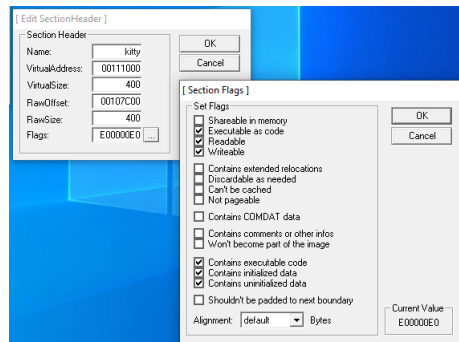 [ Edit SectionHeader ]
Section Header
Name: kitty
VirtualAddress: 00111000
VirtualSize: 400
RawOffset: 00107C00
RawSize: 400
Flags: E00000E0 ...
OK
Cancel
[ Section Flags ]
Set Flags
Shareable in memory
Executable as code
Readable
Writeable
Contains extended relocations
Discardable as needed
Can't be cached
Not pageable
Contains COMDAT data
Contains comments or other infos
Won't become part of the image
Contains executable code
Contains initialized data
Contains uninitialized data
Shouldn't be padded to next boundary
Alignment: default Bytes
OK
Cancel
Current Value
E00000E0